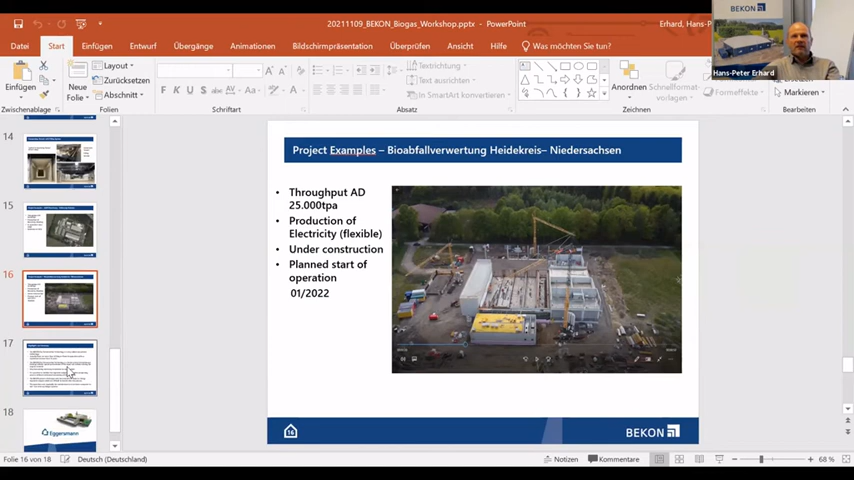 20211109_BEKON_Biogas_Workshop.pptx - PowerPoint
Erhard, Hans-P
Datei
Start
Einfügen
Entwurf
Übergänge
Animationen
Bildschirmpräsentation
Überprüfen
Ansicht
Hilfe
Was möchten Sie tun?
BEKON
Hans-Peter Erhard
Einfügen
Neue
Folie
Layout
Zurücksetzen
Abschnitt
F
K
U
S
Textrichtung
Text ausrichten
In SmartArt konvertieren
Anordnen
Schnellformat-
vorlagen
Formeffekte
Markieren
Zwischenablage
Folien
Schriftart
Absatz
Bearbeiten
14
15
16
17
18
Eggersmann
Project Examples – Bioabfallverwertung Heidekreis– Niedersachsen
• Throughput AD
25.000tpa
• Production of
Electricity (flexible)
• Under construction
• Planned start of
operation
01/2022
16
BEKON
Folie 16 von 18
Deutsch (Deutschland)
Notizen
Kommentare
68 %